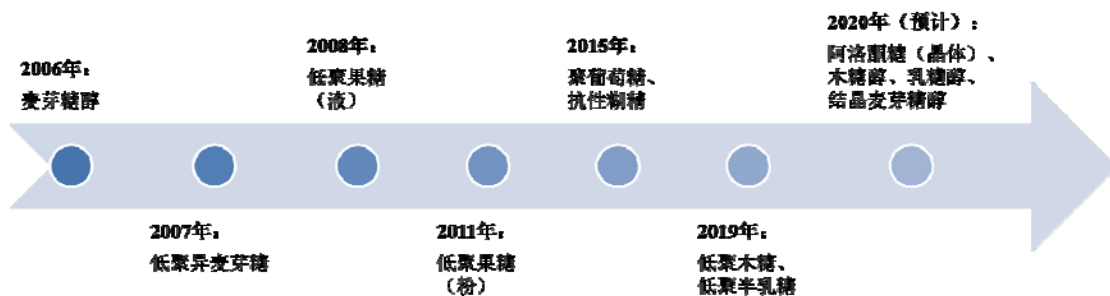 2006年：
麦芽糖醇
2007年：
低聚异麦芽糖
2008年：
低聚果糖
（液）
2011年：
低聚果糖
（粉）
2015年：
聚葡萄糖、
抗性糊精
2019年：
低聚木糖、
低聚半乳糖
2020年（预计）：
阿洛酮糖（晶体）、
木糖醇、乳糖醇、
结晶麦芽糖醇